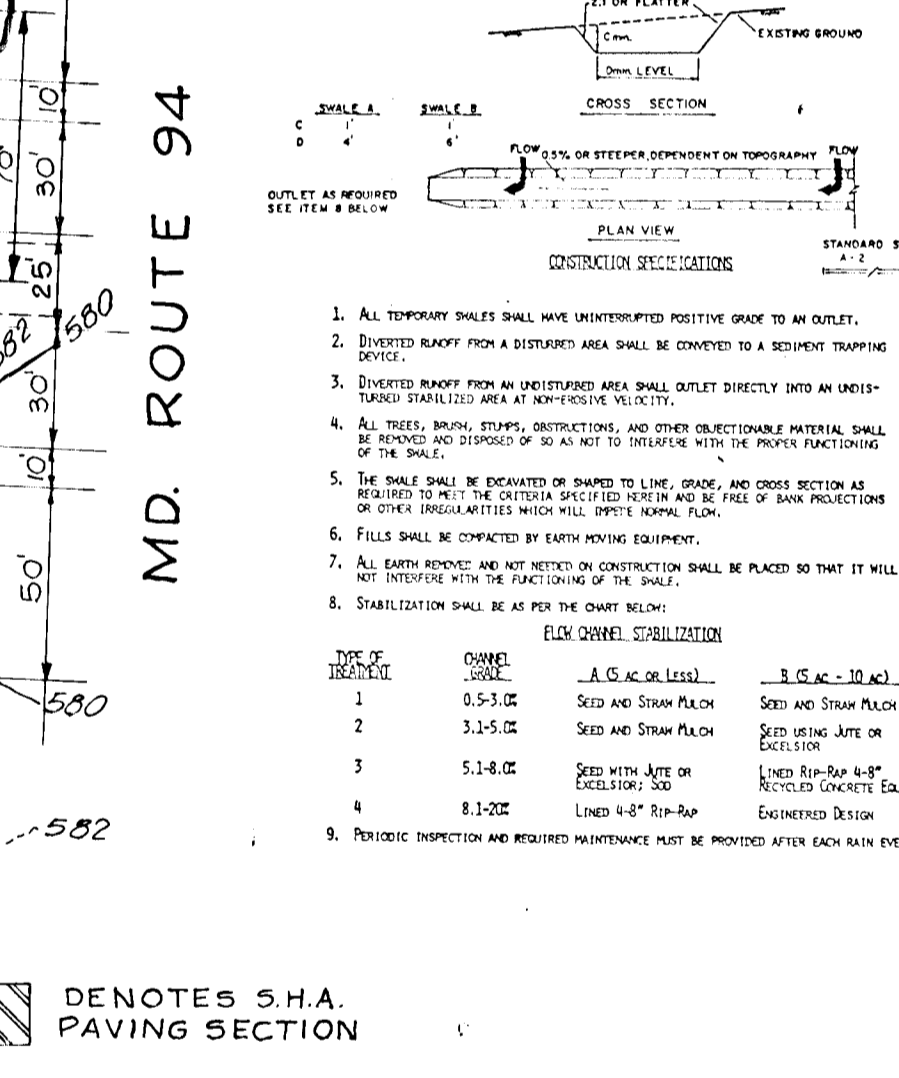 2:1 OR FLATTER
EXISTING GROUND
Cmm
Dmm LEVEL
CROSS SECTION
SWALE A SWALE B
C 1' 1'
D 4' 6'
FLOW 0.5% OR STEEPER, DEPENDENT ON TOPOGRAPHY FLOW
OUTLET AS REQUIRED
SEE ITEM 8 BELOW
PLAN VIEW
STANDARD S
A-2
CONSTRUCTION SPECIFICATIONS
1. ALL TEMPORARY SWALES SHALL HAVE UNINTERRUPTED POSITIVE GRADE TO AN OUTLET.
2. DIVERTED RUNOFF FROM A DISTURBED AREA SHALL BE CONVEYED TO A SEDIMENT TRAPPING
DEVICE.
3. DIVERTED RUNOFF FROM AN UNDISTURBED AREA SHALL OUTLET DIRECTLY INTO AN UNDIS-
TURBED STABILIZED AREA AT NON-EROSIVE VELOCITY.
4. ALL TREES, BRUSH, STUMPS, OBSTRUCTIONS, AND OTHER OBJECTIONABLE MATERIAL SHALL
BE REMOVED AND DISPOSED OF SO AS NOT TO INTERFERE WITH THE PROPER FUNCTIONING
OF THE SWALE.
5. THE SWALE SHALL BE EXCAVATED OR SHAPED TO LINE, GRADE, AND CROSS SECTION AS
REQUIRED TO MEET THE CRITERIA SPECIFIED HEREIN AND BE FREE OF BANK PROJECTIONS
OR OTHER IRREGULARITIES WHICH WILL IMPETE NORMAL FLOW.
6. FILLS SHALL BE COMPACTED BY EARTH MOVING EQUIPMENT.
7. ALL EARTH REMOVED AND NOT NEEDED ON CONSTRUCTION SHALL BE PLACED SO THAT IT WILL
NOT INTERFERE WITH THE FUNCTIONING OF THE SWALE.
8. STABILIZATION SHALL BE AS PER THE CHART BELOW:
FLOW CHANNEL STABILIZATION
TYPE OF CHANNEL
TREATMENT GRADE A (5 AC OR LESS) B (5 AC - 10 AC)
1 0.5-3.0% SEED AND STRAW MULCH SEED AND STRAW MULCH
2 3.1-5.0% SEED AND STRAW MULCH SEED USING JUTE OR
EXCELSIOR
3 5.1-8.0% SEED WITH JUTE OR LINED RIP-RAP 4-8"
EXCELSIOR; SOD RECYCLED CONCRETE EQ
4 8.1-20% LINED 4-8" RIP-RAP ENGINEERED DESIGN
9. PERIODIC INSPECTION AND REQUIRED MAINTENANCE MUST BE PROVIDED AFTER EACH RAIN EVE
MD. ROUTE 94
10'
30'
25'
30'
10'
50'
580
582
580
582
DENOTES S.H.A.
PAVING SECTION